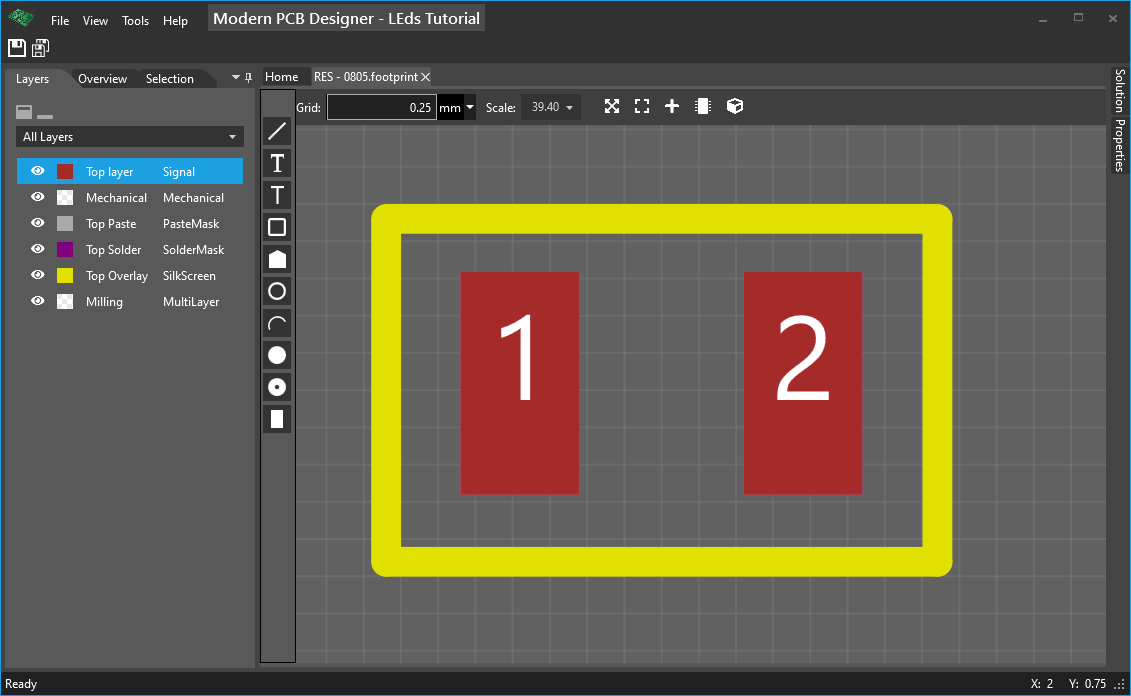 File View Tools Help Modern PCB Designer - LEds Tutorial
Layers Overview Selection
Home RES - 0805.footprint
Grid: 0.25 mm Scale: 39.40
All Layers
Top layer Signal
Mechanical Mechanical
Top Paste PasteMask
Top Solder SolderMask
Top Overlay SilkScreen
Milling MultiLayer
T
T
1 2
Solution
Properties
Ready X: 2 Y: 0.75